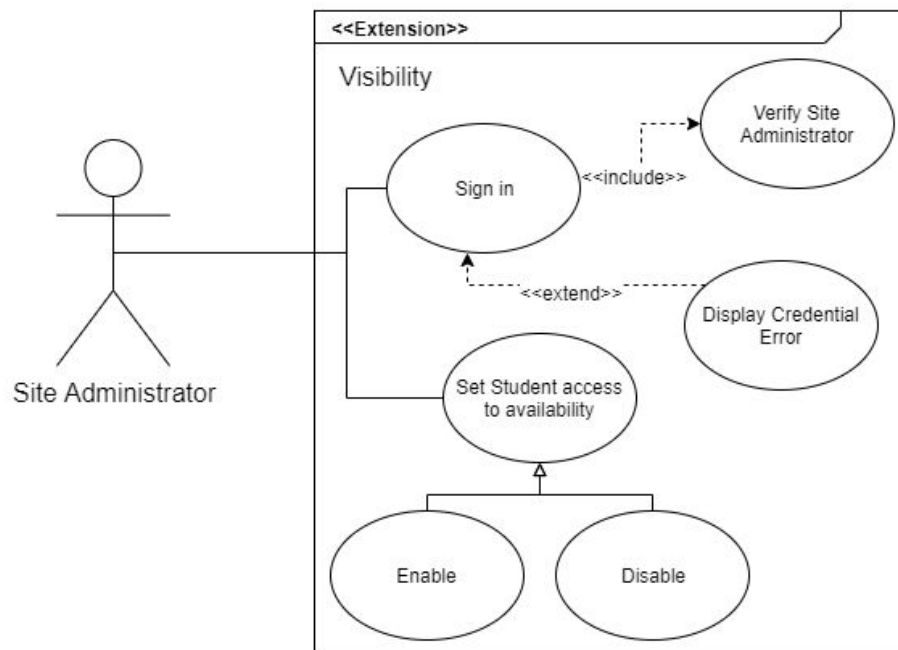 <<Extension>>
Visibility
Verify Site
Administrator
Sign in
<<include>>
<<extend>>
Display Credential
Error
Site Administrator
Set Student access
to availability
Enable
Disable